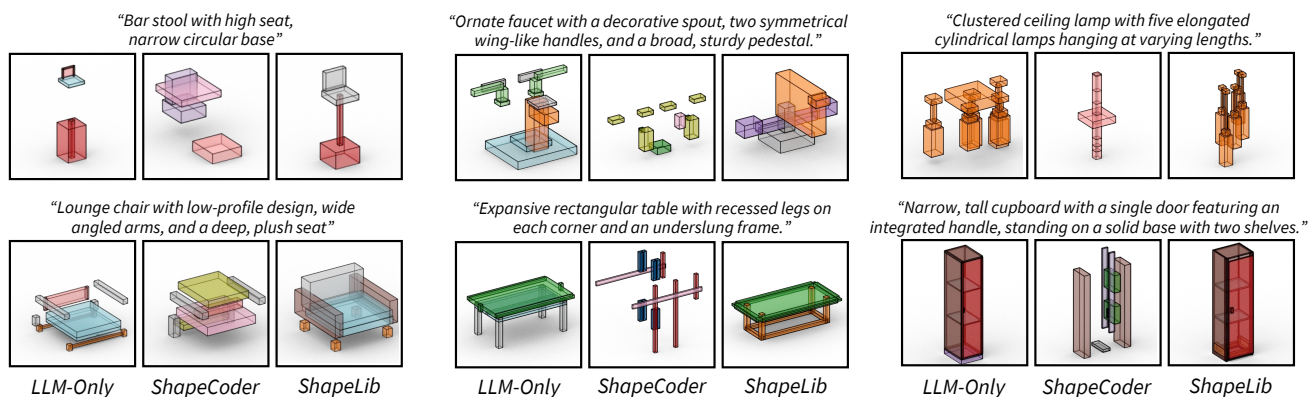 “Bar stool with high seat,
narrow circular base”
“Ornate faucet with a decorative spout, two symmetrical
wing-like handles, and a broad, sturdy pedestal.”
“Clustered ceiling lamp with five elongated
cylindrical lamps hanging at varying lengths.”
“Lounge chair with low-profile design, wide
angled arms, and a deep, plush seat”
“Expansive rectangular table with recessed legs on
each corner and an underslung frame.”
“Narrow, tall cupboard with a single door featuring an
integrated handle, standing on a solid base with two shelves.”
LLM-Only ShapeCoder ShapeLib LLM-Only ShapeCoder ShapeLib LLM-Only ShapeCoder ShapeLib